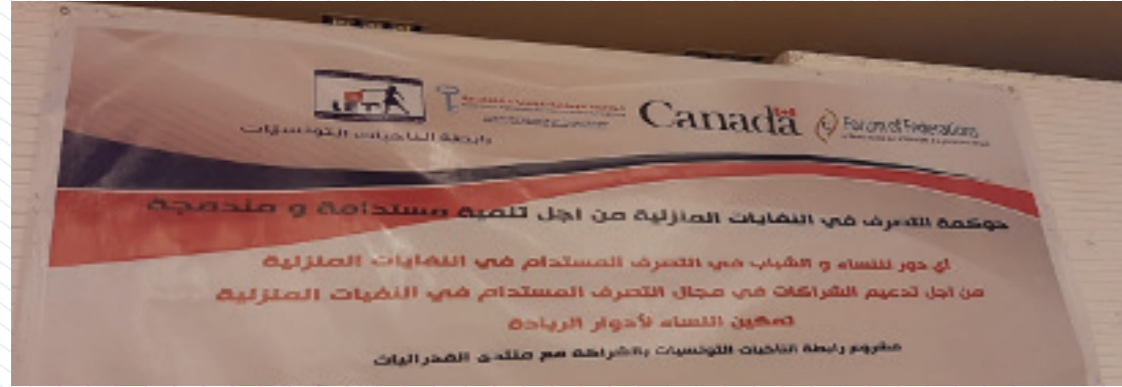 LET
رابطة الناخبات التونسيات
Canada
Forum of Federations
حوكمة التصرف في النفايات المنزلية من اجل تنمية مستدامة و مندمجة
أي دور للنساء و الشباب في التصرف المستدام في النفايات المنزلية
من اجل تدعيم الشراكات في مجال التصرف المستدام في النفيات المنزلية
تمكين النساء لأدوار الريادة
مشروع رابطة الناخبات التونسيات بالشراكة مع منتدى الفدراليات